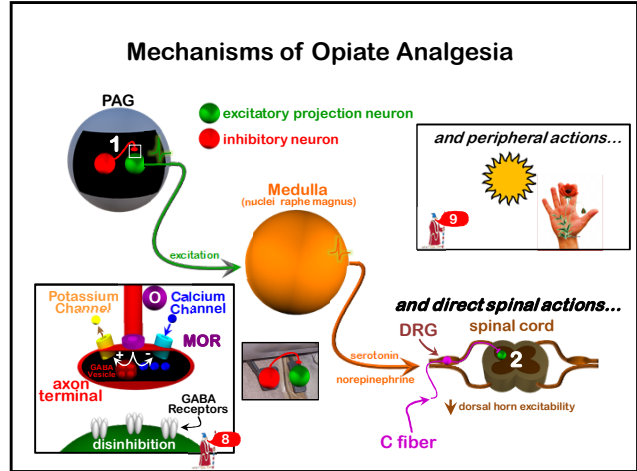 Mechanisms of Opiate Analgesia
PAG
1
excitatory projection neuron
inhibitory neuron
and peripheral actions...
9
Medulla
(nuclei raphe magnus)
excitation
Potassium
Channel
O
Calcium
Channel
MOR
+
-
GABA
Vesicle
axon
terminal
GABA
Receptors
disinhibition
8
serotonin
norepinephrine
and direct spinal actions...
DRG
spinal cord
2
dorsal horn excitability
C fiber